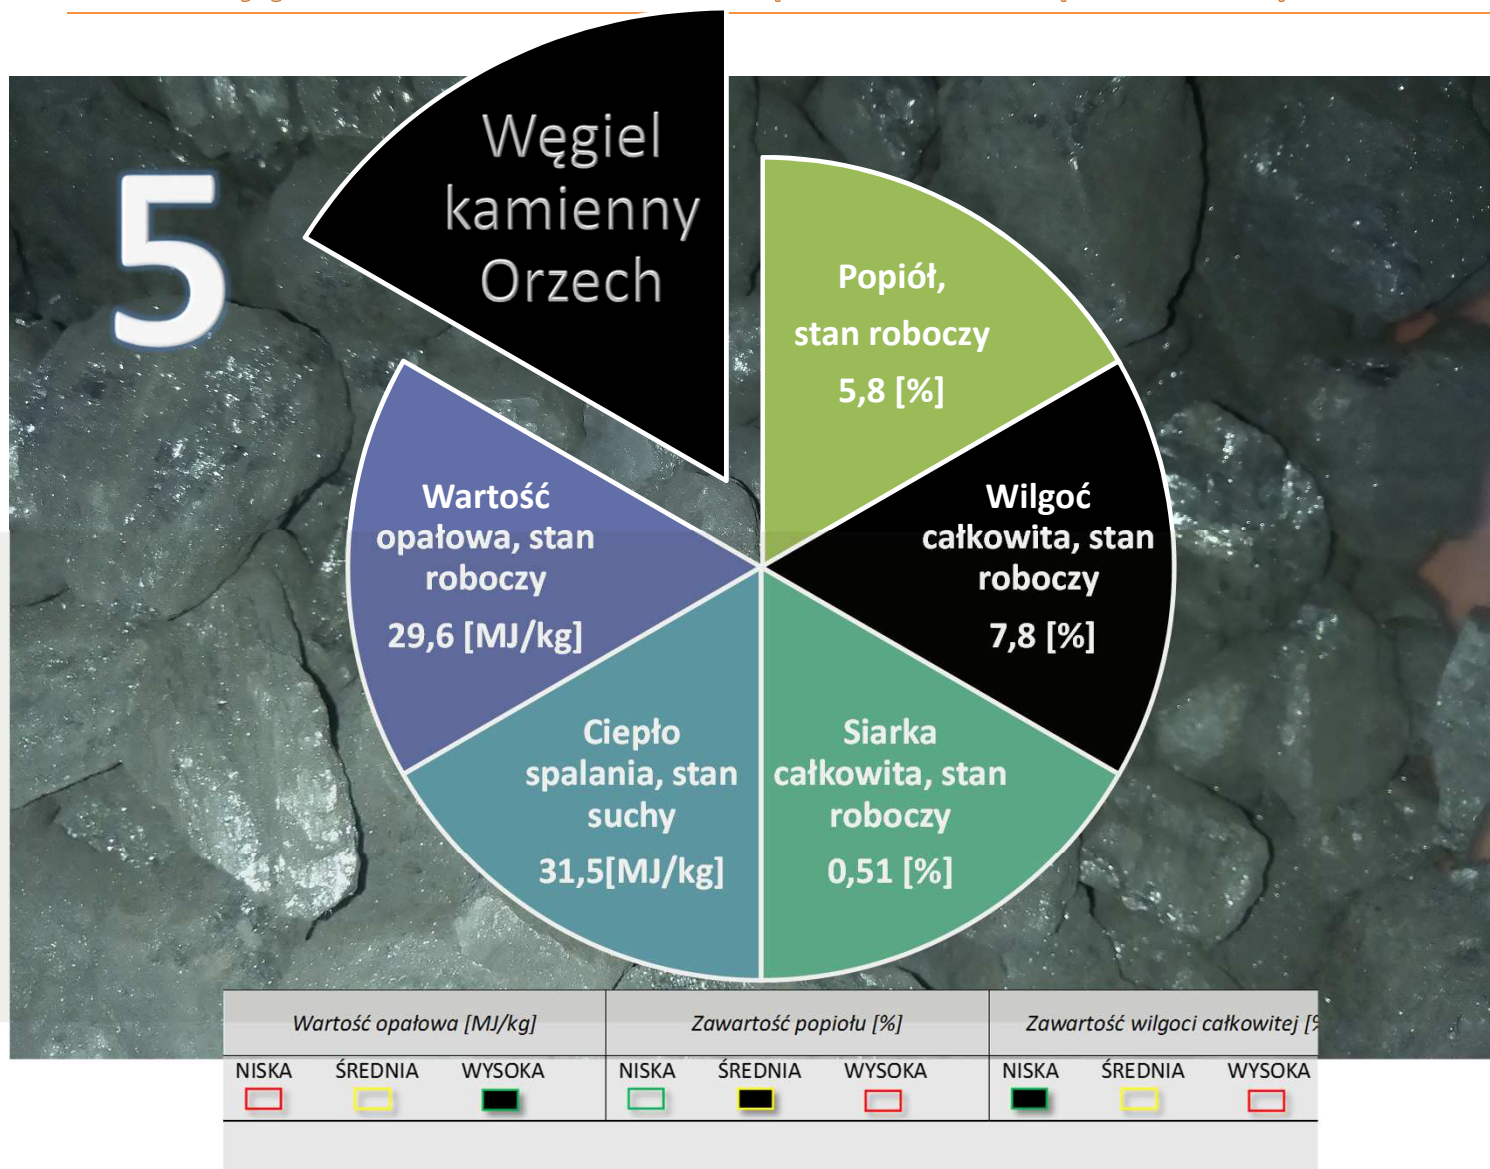 5
Węgiel
kamienny
Orzech
Popiół,
stan roboczy
5,8 [%]
Wilgoć
całkowita, stan
roboczy
7,8 [%]
Siarka
całkowita, stan
roboczy
0,51 [%]
Ciepło
spalania, stan
suchy
31,5[MJ/kg]
Wartość
opałowa, stan
roboczy
29,6 [MJ/kg]
Wartość opałowa [MJ/kg] Zawartość popiołu [%] Zawartość wilgoci całkowitej
NISKA ŚREDNIA WYSOKA NISKA ŚREDNIA WYSOKA NISKA ŚREDNIA WYSOKA